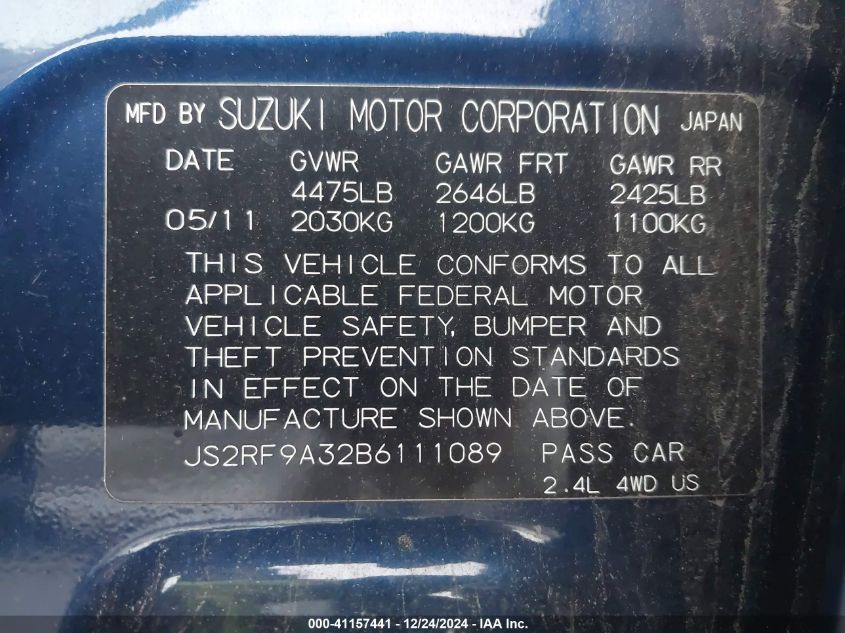 MFD BY SUZUKI MOTOR CORPORATION JAPAN
DATE GVWR GAWR FRT GAWR RR
4475LB 2646LB 2425LB
05/11 2030KG 1200KG 1100KG
THIS VEHICLE CONFORMS TO ALL
APPLICABLE FEDERAL MOTOR
VEHICLE SAFETY, BUMPER AND
THEFT PREVENTION STANDARDS
IN EFFECT ON THE DATE OF
MANUFACTURE SHOWN ABOVE.
JS2RF9A32B6111089 PASS CAR
2.4L 4WD US
000-41157441 - 12/24/2024 - IAA Inc.